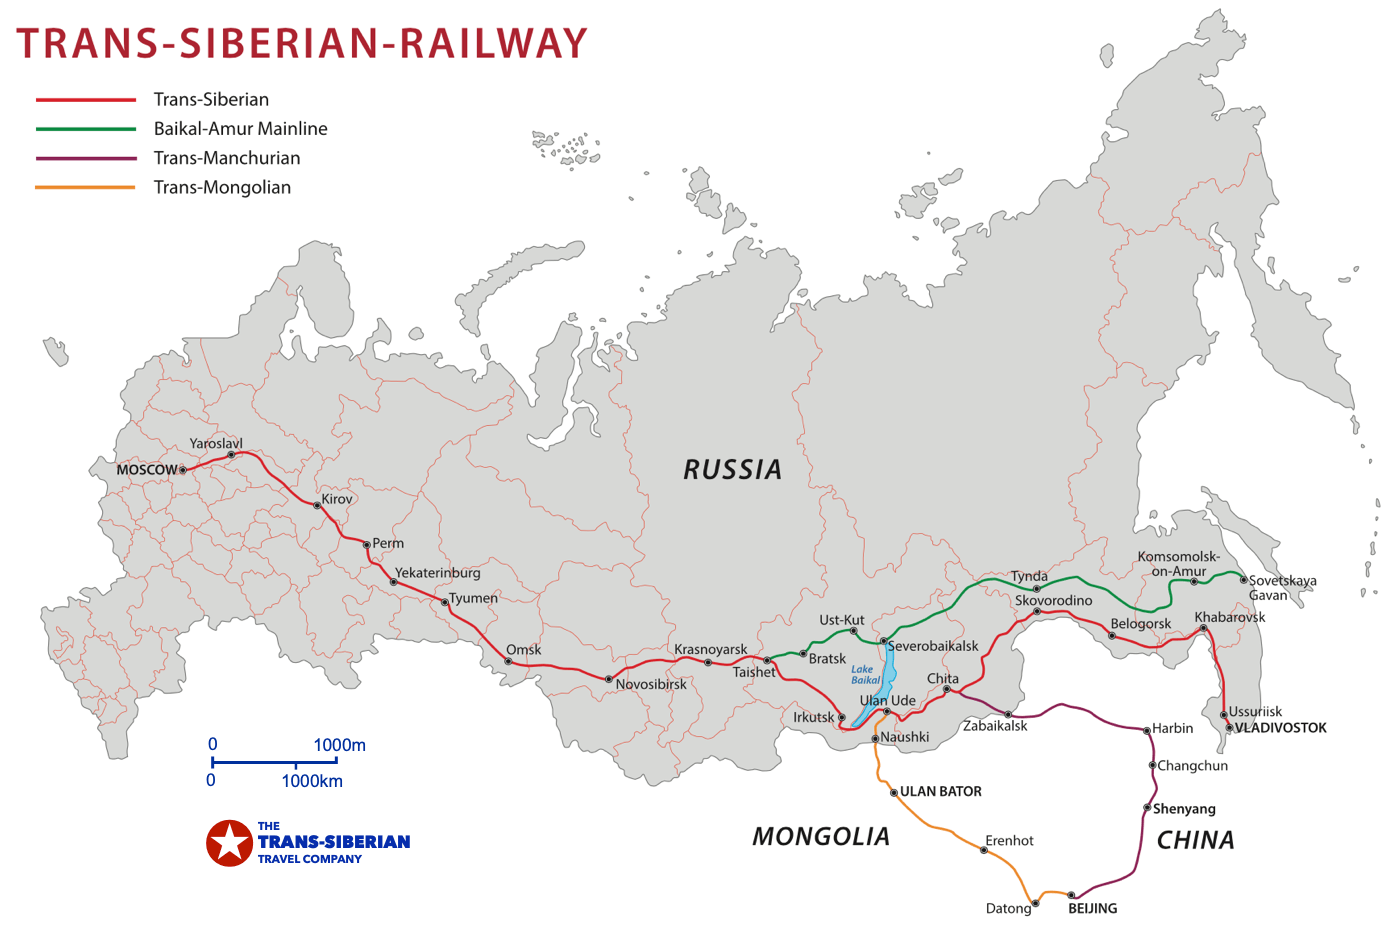 TRANS-SIBERIAN-RAILWAY
Trans-Siberian
Baikal-Amur Mainline
Trans-Manchurian
Trans-Mongolian
Yaroslavl
MOSCOW
RUSSIA
Kirov
Perm
Yekaterinburg
Tyumen
Omsk
Novosibirsk
Krasnoyarsk
Taishet
Bratsk
Ust-Kut
Severobaikalsk
Lake
Baikal
Irkutsk
Ulan Ude
Naushki
Chita
Zabaikalsk
Tynda
Skovorodino
Belogorsk
Komsomolsk-
on-Amur
Sovetskaya
Gavan
Khabarovsk
Ussuriisk
VLADIVOSTOK
Harbin
Changchun
Shenyang
CHINA
ULAN BATOR
MONGOLIA
Erenhot
Datong
BEIJING
0
1000m
0
1000km
THE
TRANS-SIBERIAN
TRAVEL COMPANY